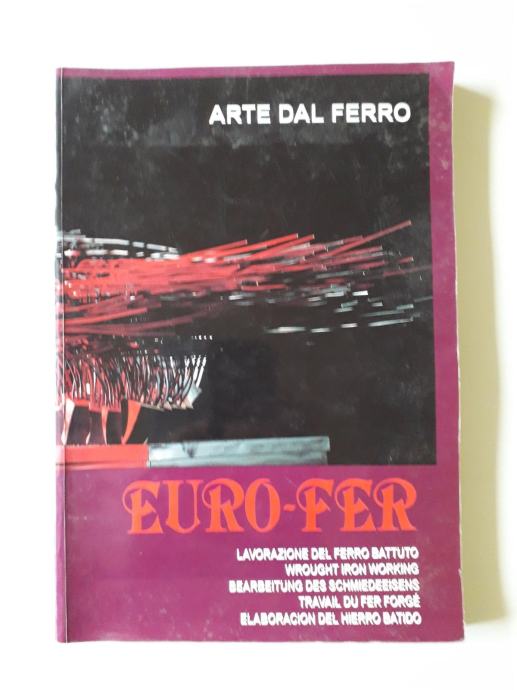 ARTE DAL FERRO
EURO-FER
LAVORAZIONE DEL FERRO BATTUTO
WROUGHT IRON WORKING
BEARBEITUNG DES SCHMIEDEEISENS
TRAVAIL DU FER FORGÉ
ELABORACION DEL HIERRO BATIDO